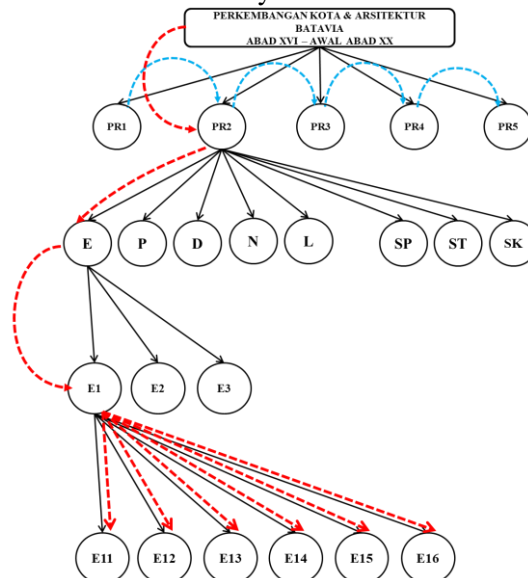 PERKEMBANGAN KOTA & ARSITEKTUR
BATAVIA
ABAD XVI – AWAL ABAD XX
PR1 PR2 PR3 PR4 PR5
E P D N L SP ST SK
E1 E2 E3
E11 E12 E13 E14 E15 E16